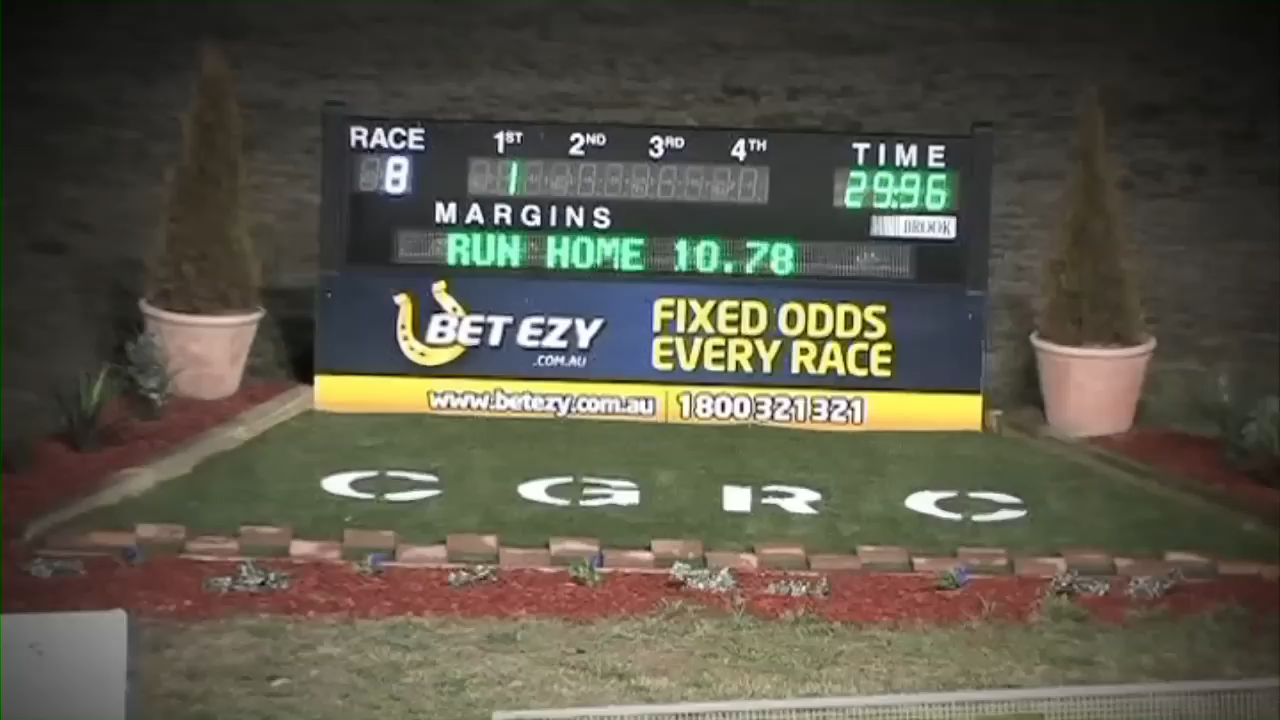 RACE 1ST 2ND 3RD 4TH TIME
8 1 29.96
MARGINS
BROOK
RUN HOME 10.78
BET EZY
.COM.AU
FIXED ODDS
EVERY RACE
www.betezy.com.au 1800 321 321
C G R C